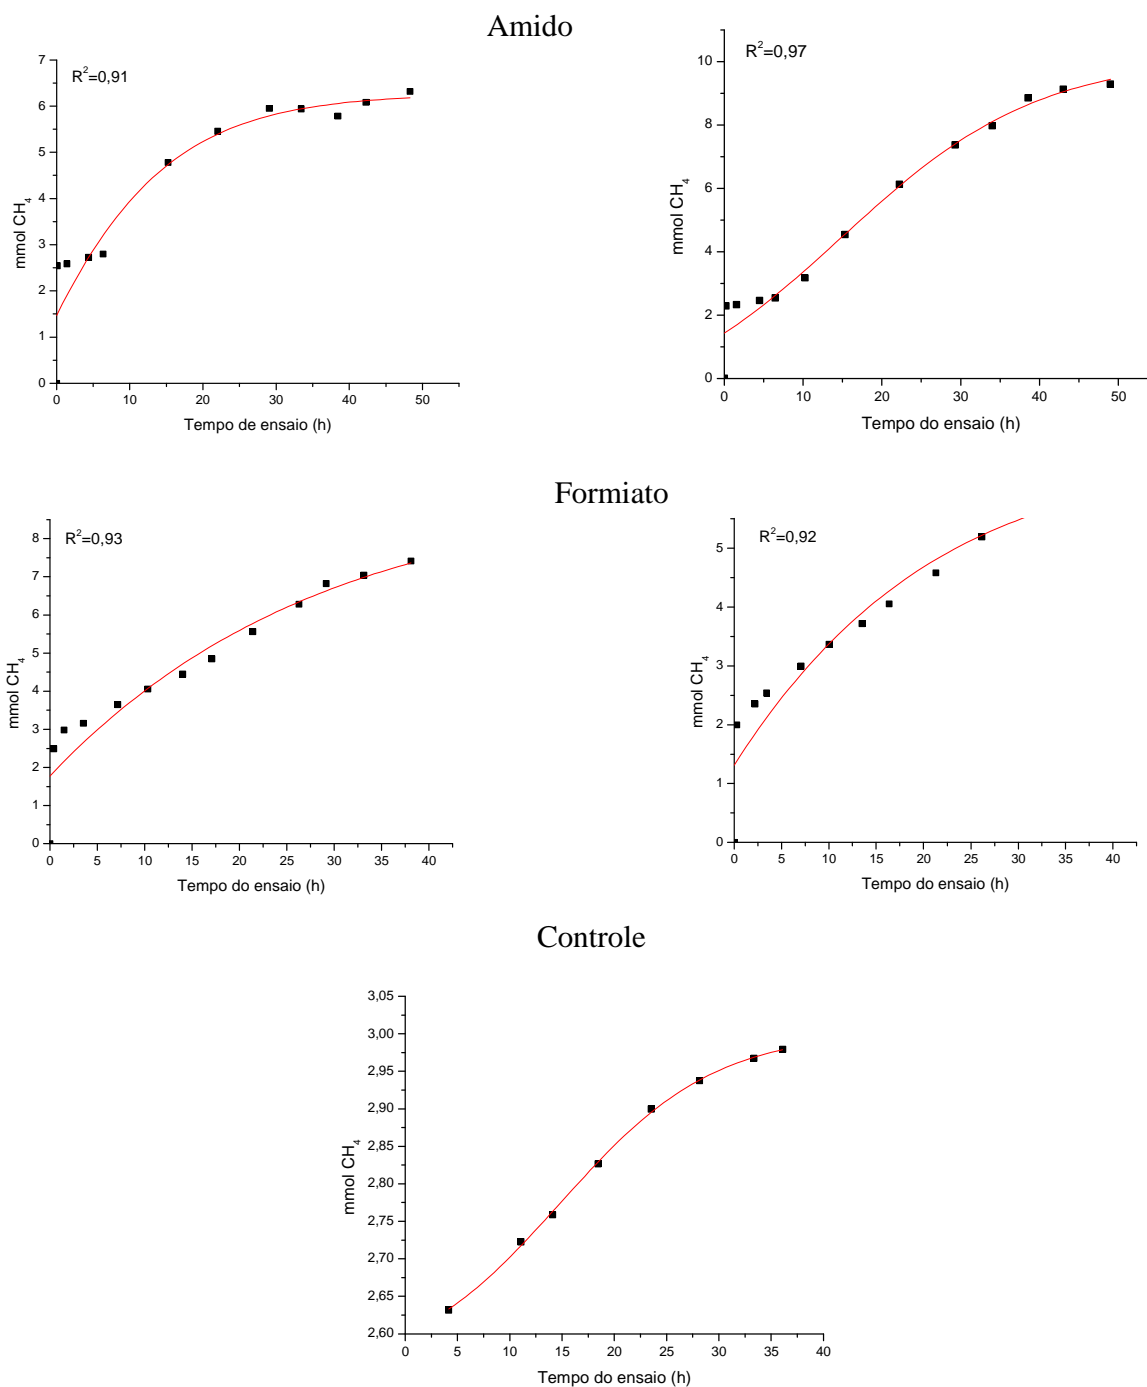 Amido
R²=0,91
7
6
5
4
3
2
1
0
mmol CH₄
0 10 20 30 40 50
Tempo de ensaio (h)
R²=0,97
10
8
6
4
2
0
mmol CH₄
0 10 20 30 40 50
Tempo do ensaio (h)
Formiato
R²=0,93
8
7
6
5
4
3
2
1
0
mmol CH₄
0 5 10 15 20 25 30 35 40
Tempo do ensaio (h)
R²=0,92
5
4
3
2
1
0
mmol CH₄
0 5 10 15 20 25 30 35 40
Tempo do ensaio (h)
Controle
3,05
3,00
2,95
2,90
2,85
2,80
2,75
2,70
2,65
2,60
mmol CH₄
0 5 10 15 20 25 30 35 40
Tempo do ensaio (h)